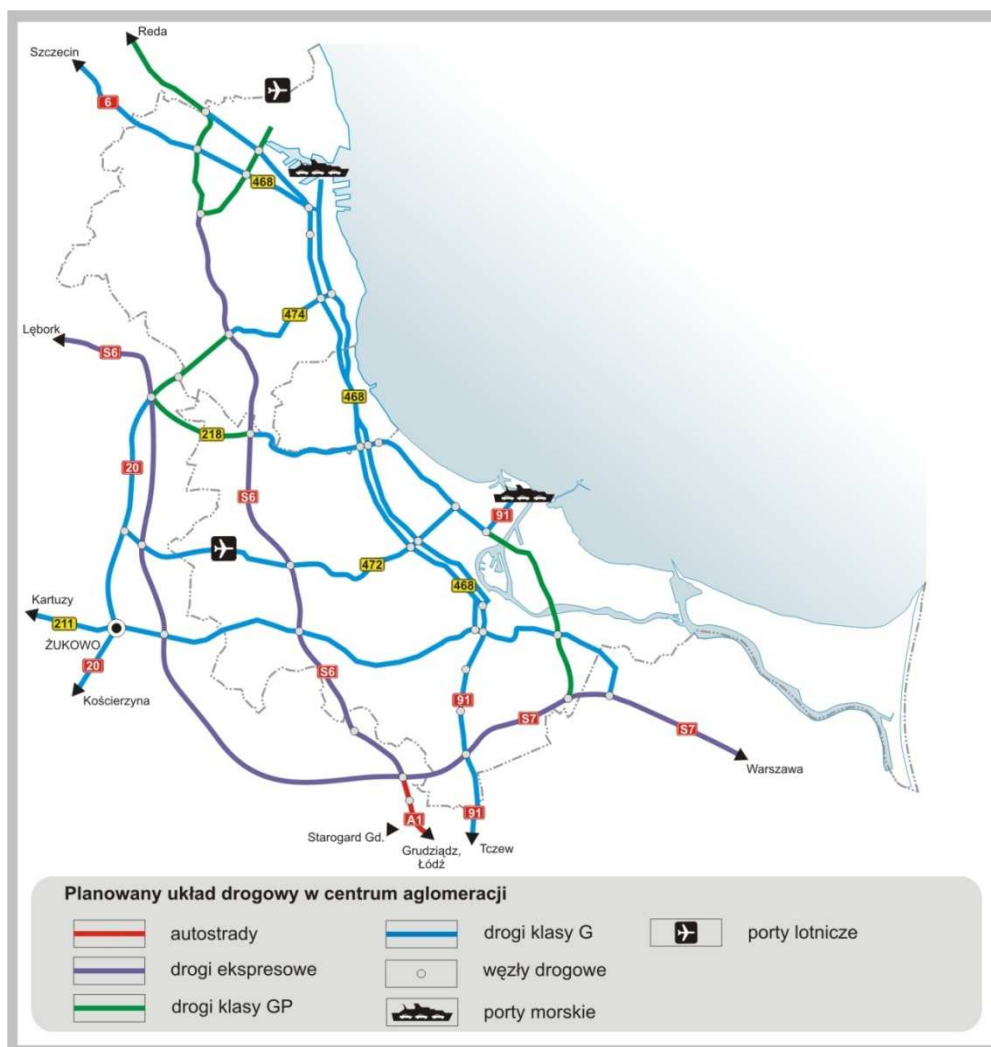 Reda
Szczecin
6
468
474
Lębork
S6
468
218
20
S6
91
472
468
Kartuzy
211
ŻUKOWO
20
S6
Kościerzyna
91
S7
S7
Warszawa
A1
91
Starogard Gd.
Grudziądz,
Łódź
Tczew
Planowany układ drogowy w centrum aglomeracji
autostrady
drogi klasy G
porty lotnicze
drogi ekspresowe
węzły drogowe
drogi klasy GP
porty morskie